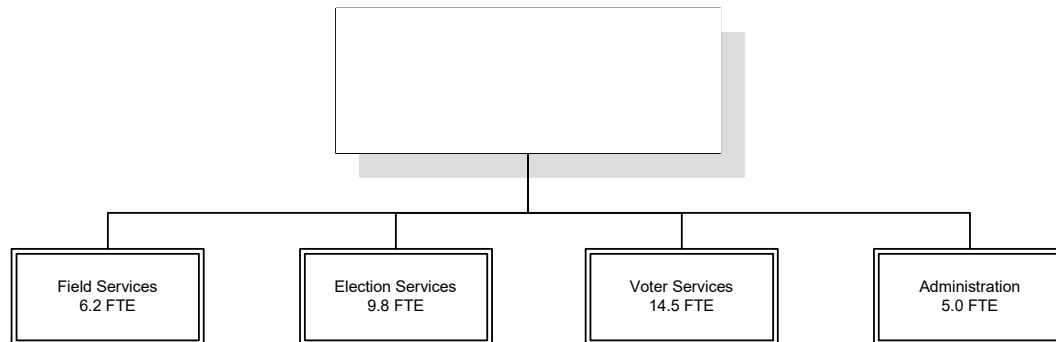 Field Services
6.2 FTE
Election Services
9.8 FTE
Voter Services
14.5 FTE
Administration
5.0 FTE